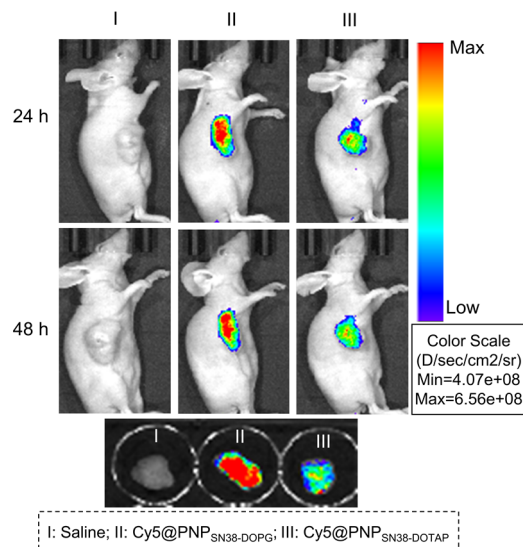 I II III
24 h
Max
48 h
Low
Color Scale
(D/sec/cm2/sr)
Min=4.07e+08
Max=6.56e+08
I II III
I: Saline; II: Cy5@PNPSN38-DOPG; III: Cy5@PNPSN38-DOTAP